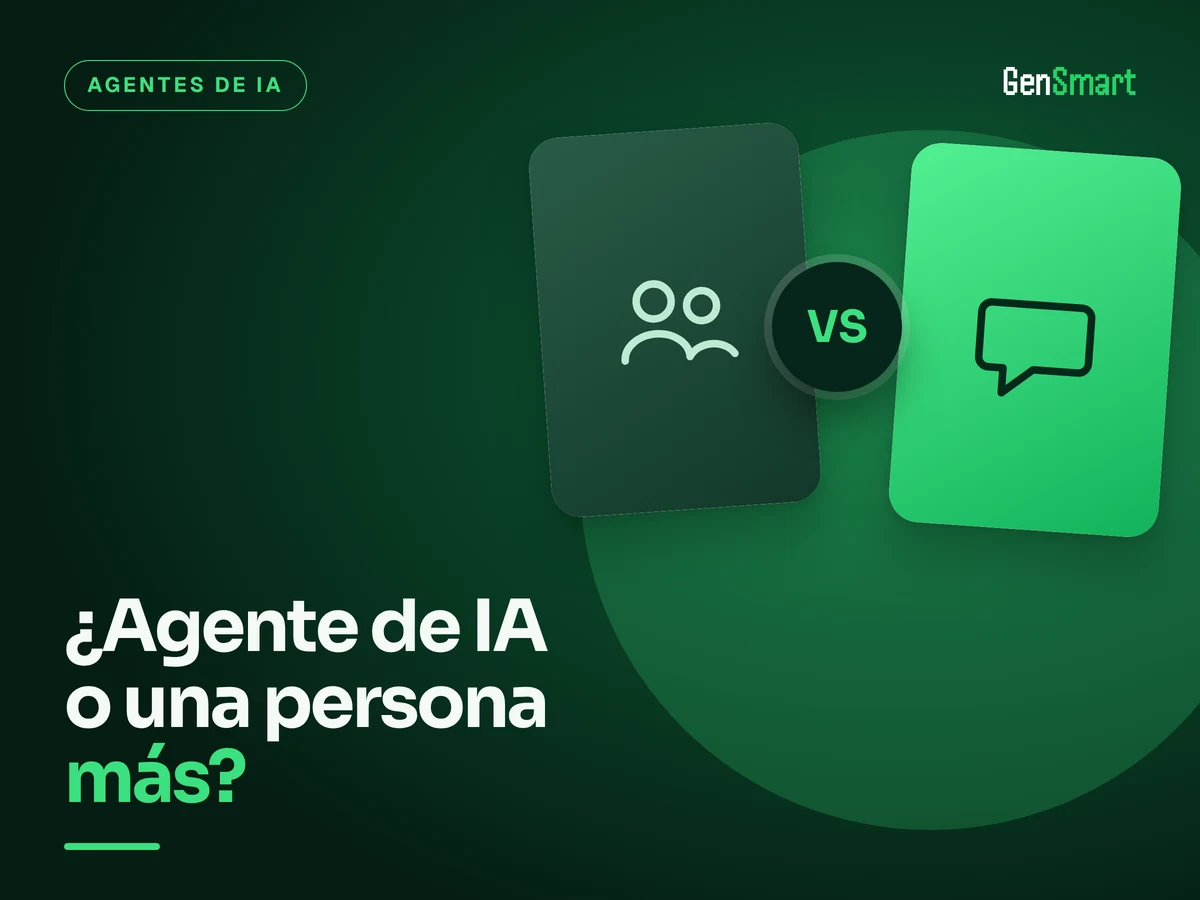 AGENTES DE IA
GenSmart
VS
¿Agente de IA
o una persona
más?